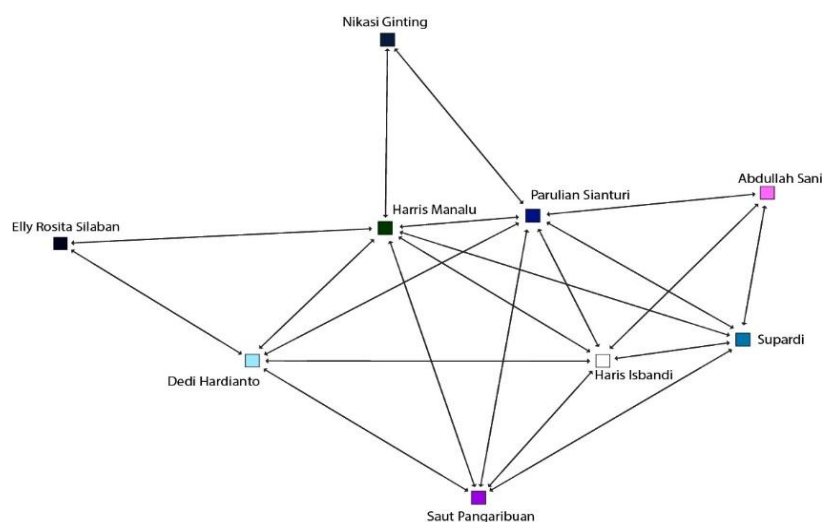 Nikasi Ginting
Abdullah Sani
Parulian Sianturi
Harris Manalu
Elly Rosita Silaban
Supardi
Haris Isbandi
Dedi Hardianto
Saut Pangaribuan